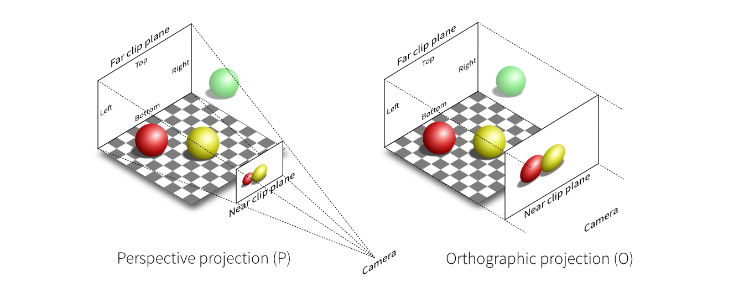 Far clip plane
Top
Right
Left
Bottom
Near clip plane
Camera
Perspective projection (P)
Far clip plane
Top
Right
Left
Bottom
Near clip plane
Camera
Orthographic projection (O)